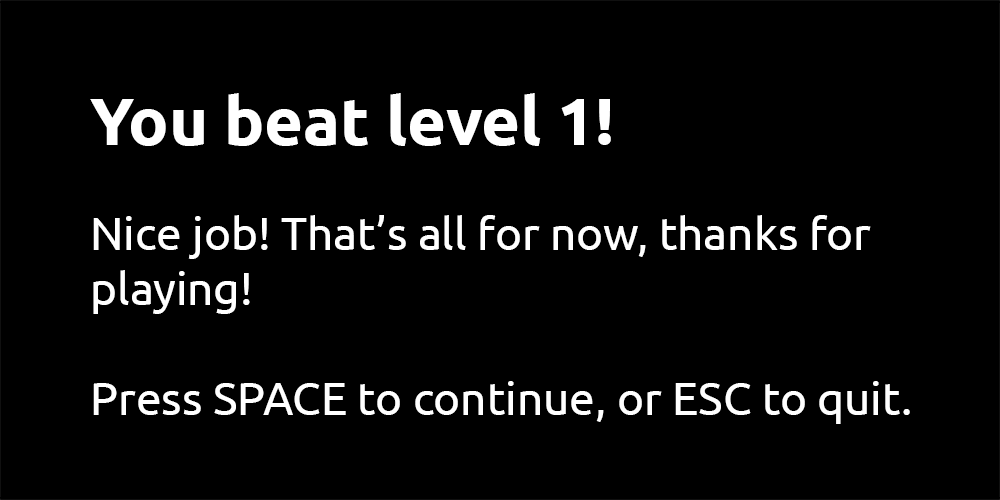 You beat level 1!
Nice job! That’s all for now, thanks for
playing!
Press SPACE to continue, or ESC to quit.